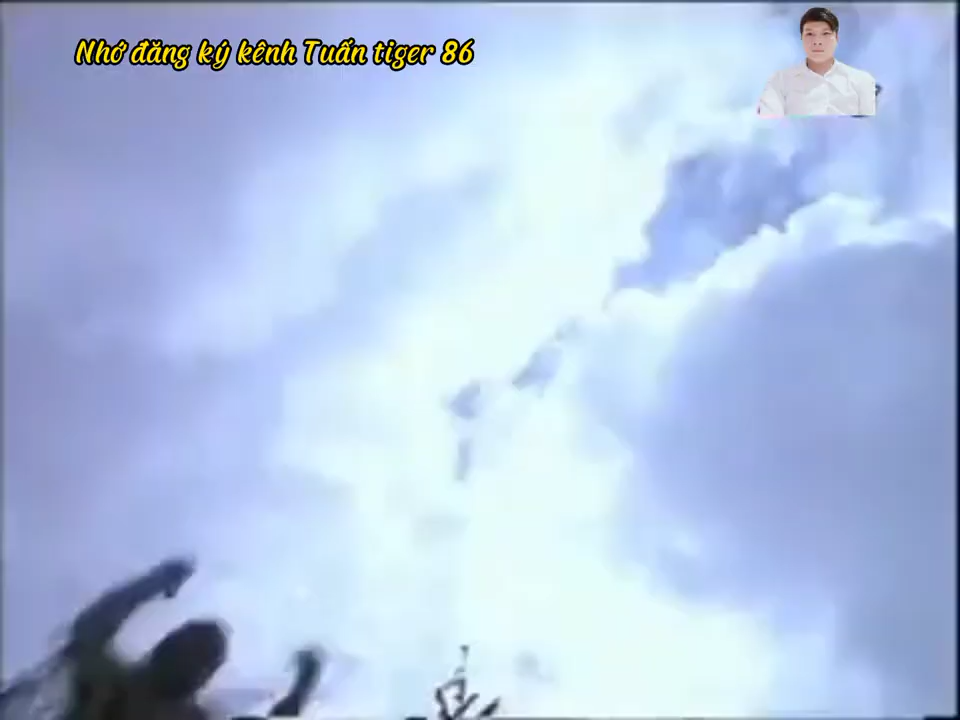 Nhớ đăng ký kênh Tuấn tiger 86